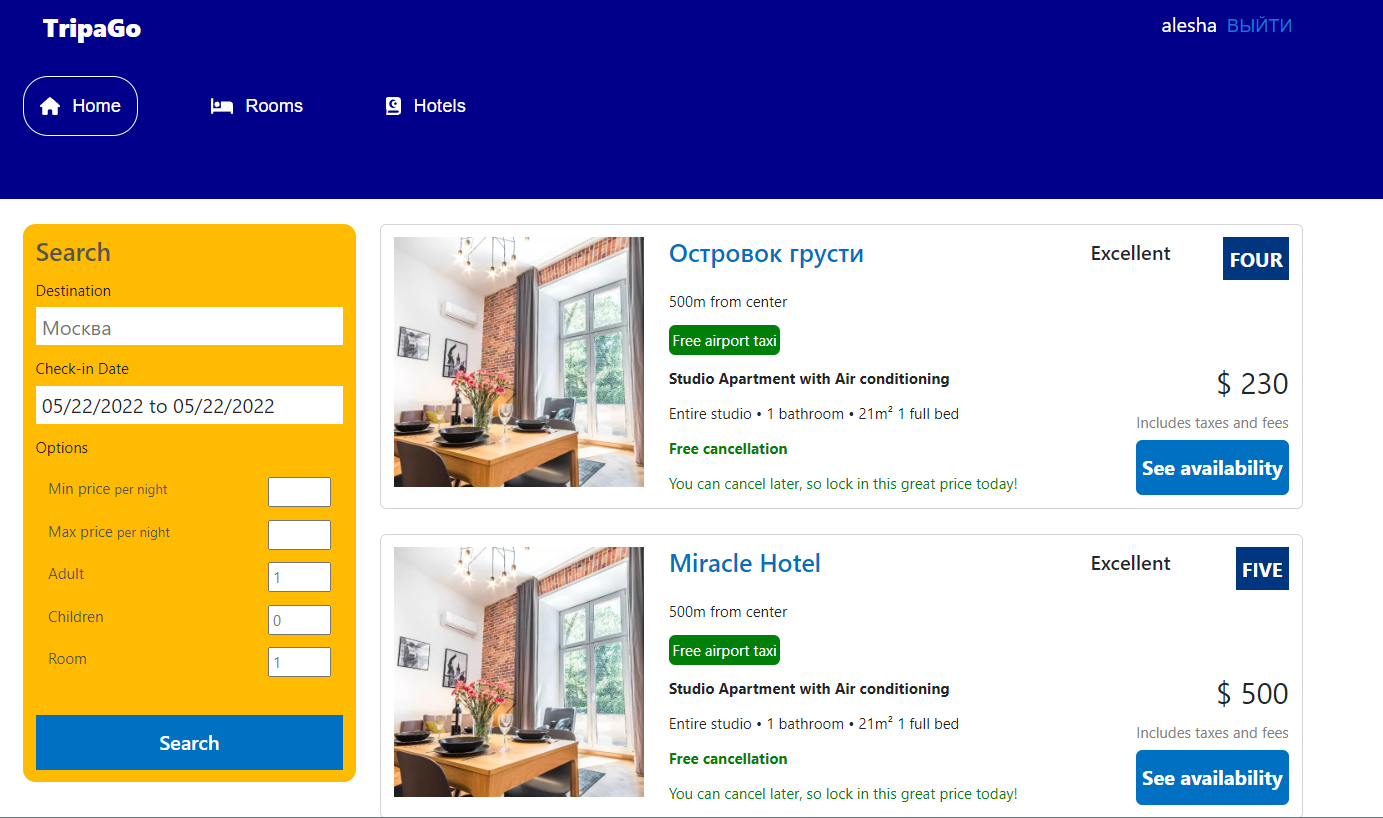 TripaGo
alesha ВЫЙТИ
Home Rooms Hotels
Search
Destination
Москва
Check-in Date
05/22/2022 to 05/22/2022
Options
Min price per night
Max price per night
Adult 1
Children 0
Room 1
Search
Островок грусти
Excellent FOUR
500m from center
Free airport taxi
Studio Apartment with Air conditioning
Entire studio • 1 bathroom • 21m² 1 full bed
Free cancellation
You can cancel later, so lock in this great price today!
$ 230
Includes taxes and fees
See availability
Miracle Hotel
Excellent FIVE
500m from center
Free airport taxi
Studio Apartment with Air conditioning
Entire studio • 1 bathroom • 21m² 1 full bed
Free cancellation
You can cancel later, so lock in this great price today!
$ 500
Includes taxes and fees
See availability